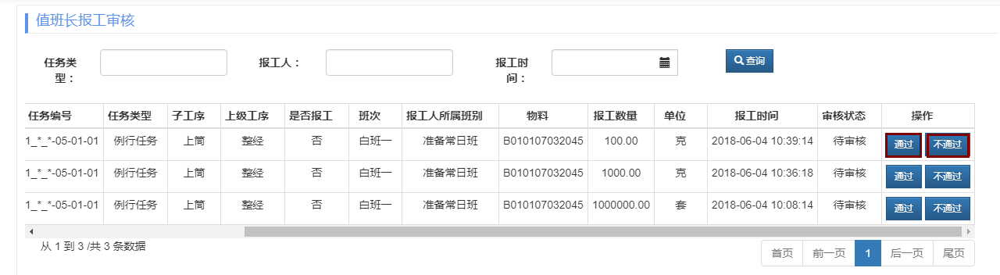 值班长报工审核
任务类型：
报工人：
报工时间：
查询
任务编号 任务类型 子工序 上级工序 是否报工 班次 报工人所属班别 物料 报工数量 单位 报工时间 审核状态 操作
1_*_*-05-01-01 例行任务 上筒 整经 否 白班一 准备常日班 B010107032045 100.00 克 2018-06-04 10:39:14 待审核 通过 不通过
1_*_*-05-01-01 例行任务 上筒 整经 否 白班一 准备常日班 B010107032045 1000.00 克 2018-06-04 10:36:18 待审核 通过 不通过
1_*_*-05-01-01 例行任务 上筒 整经 否 白班一 准备常日班 B010107032045 1000000.00 套 2018-06-04 10:08:14 待审核 通过 不通过
从 1 到 3 /共 3 条数据
首页 前一页 1 后一页 尾页